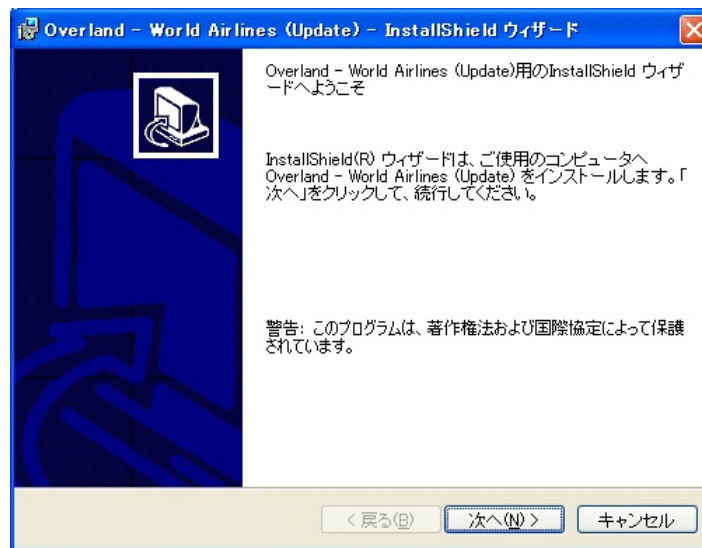 Overland - World Airlines (Update) - InstallShield ウィザード
Overland - World Airlines (Update)用のInstallShield ウィザ
ードへようこそ
InstallShield(R) ウィザードは、ご使用のコンピュータへ
Overland - World Airlines (Update) をインストールします。「
次へ」をクリックして、続行してください。
警告: このプログラムは、著作権法および国際協定によって保護
されています。
< 戻る(B)
次へ(N) >
キャンセル